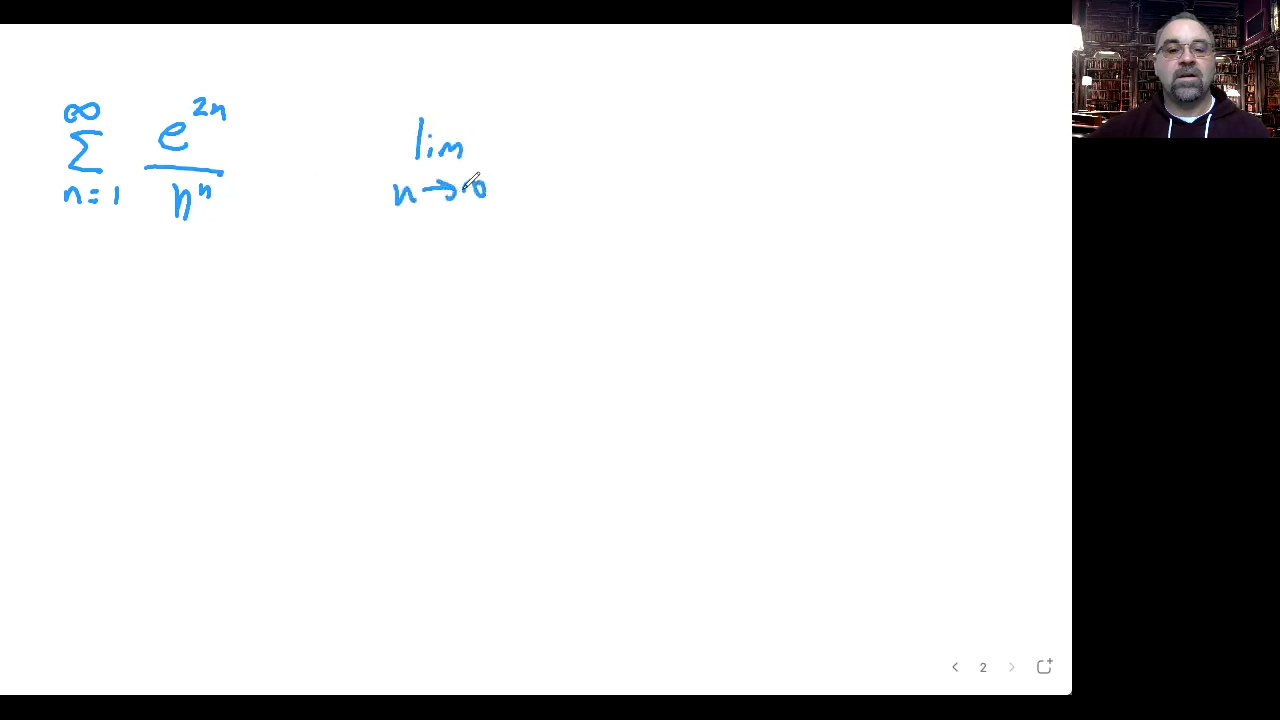 ∞
∑ e^{2n} / n^n
n=1
lim
n→∞
2